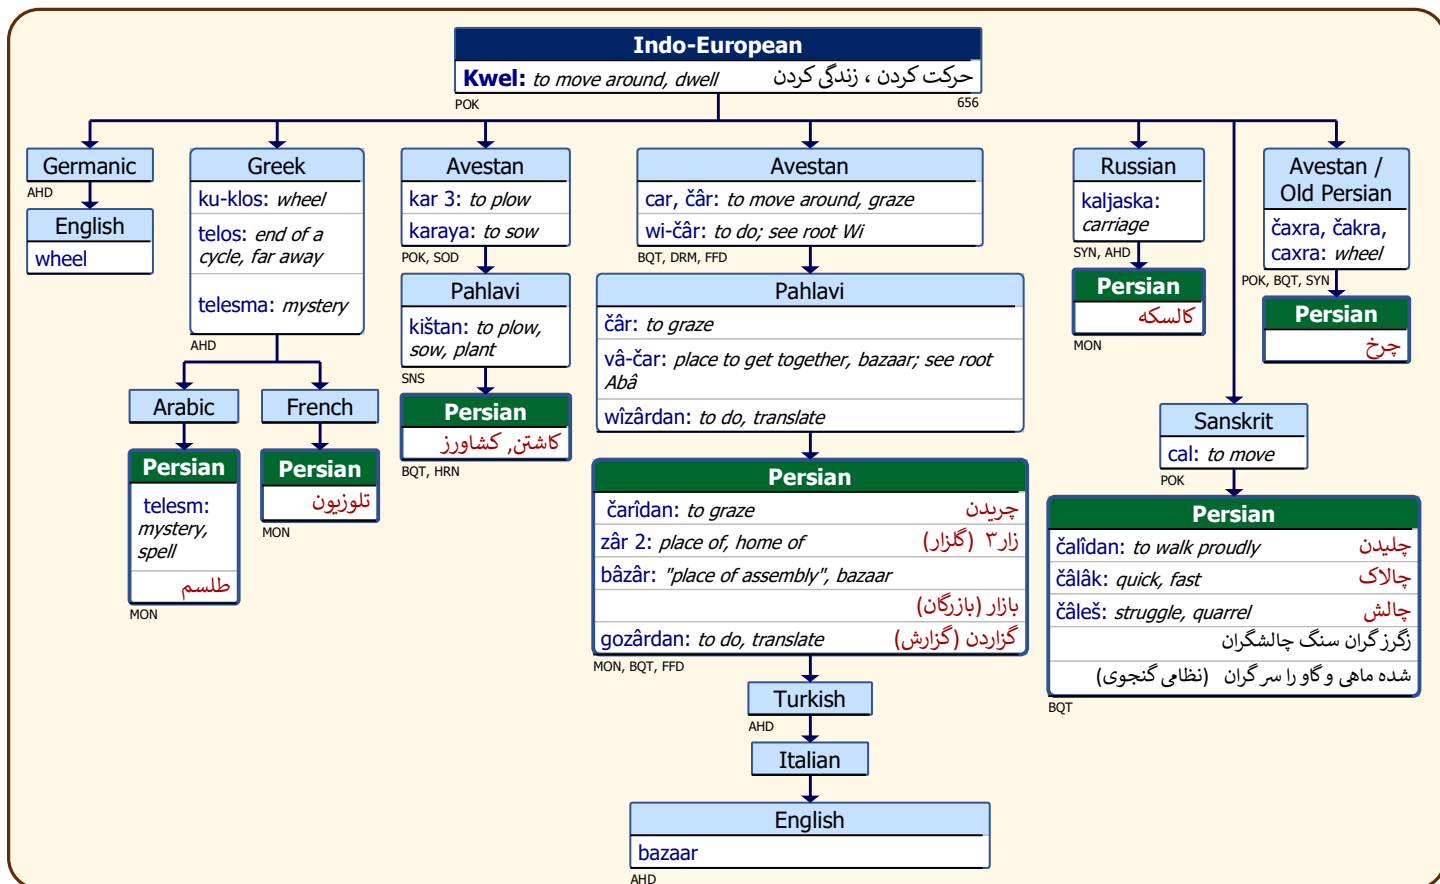 Indo-European
Kwel: to move around, dwell حرکت کردن ، زندگی کردن
POK 656
Germanic
AHD
English
wheel
Greek
ku-klos: wheel
telos: end of a
cycle, far away
telesma: mystery
AHD
Arabic
Persian
telesm:
mystery,
spell
طلسم
MON
French
Persian
تلوزیون
MON
Avestan
kar 3: to plow
karaya: to sow
POK, SOD
Pahlavi
kištan: to plow,
sow, plant
SNS
Persian
کاشتن, کشاورز
BQT, HRN
Avestan
car, čâr: to move around, graze
wi-čâr: to do; see root Wi
BQT, DRM, FFD
Pahlavi
čâr: to graze
vâ-čar: place to get together, bazaar; see root
Abâ
wîzârdan: to do, translate
Persian
čarîdan: to graze چریدن
zâr 2: place of, home of زار۳ (گلزار)
bâzâr: "place of assembly", bazaar
بازار (بازرگان)
gozârdan: to do, translate گزاردن (گزارش)
MON, BQT, FFD
Turkish
AHD
Italian
English
bazaar
AHD
Russian
kaljaska:
carriage
SYN, AHD
Persian
کالسکه
MON
Sanskrit
cal: to move
POK
Persian
čalîdan: to walk proudly چلیدن
čâlâk: quick, fast چالاک
čâleš: struggle, quarrel چالش
زگرز گران سنگ چالشگران
شده ماهی و گاو را سر گران (نظامی گنجوی)
BQT
Avestan /
Old Persian
čaxra, čakra,
caxra: wheel
POK, BQT, SYN
Persian
چرخ